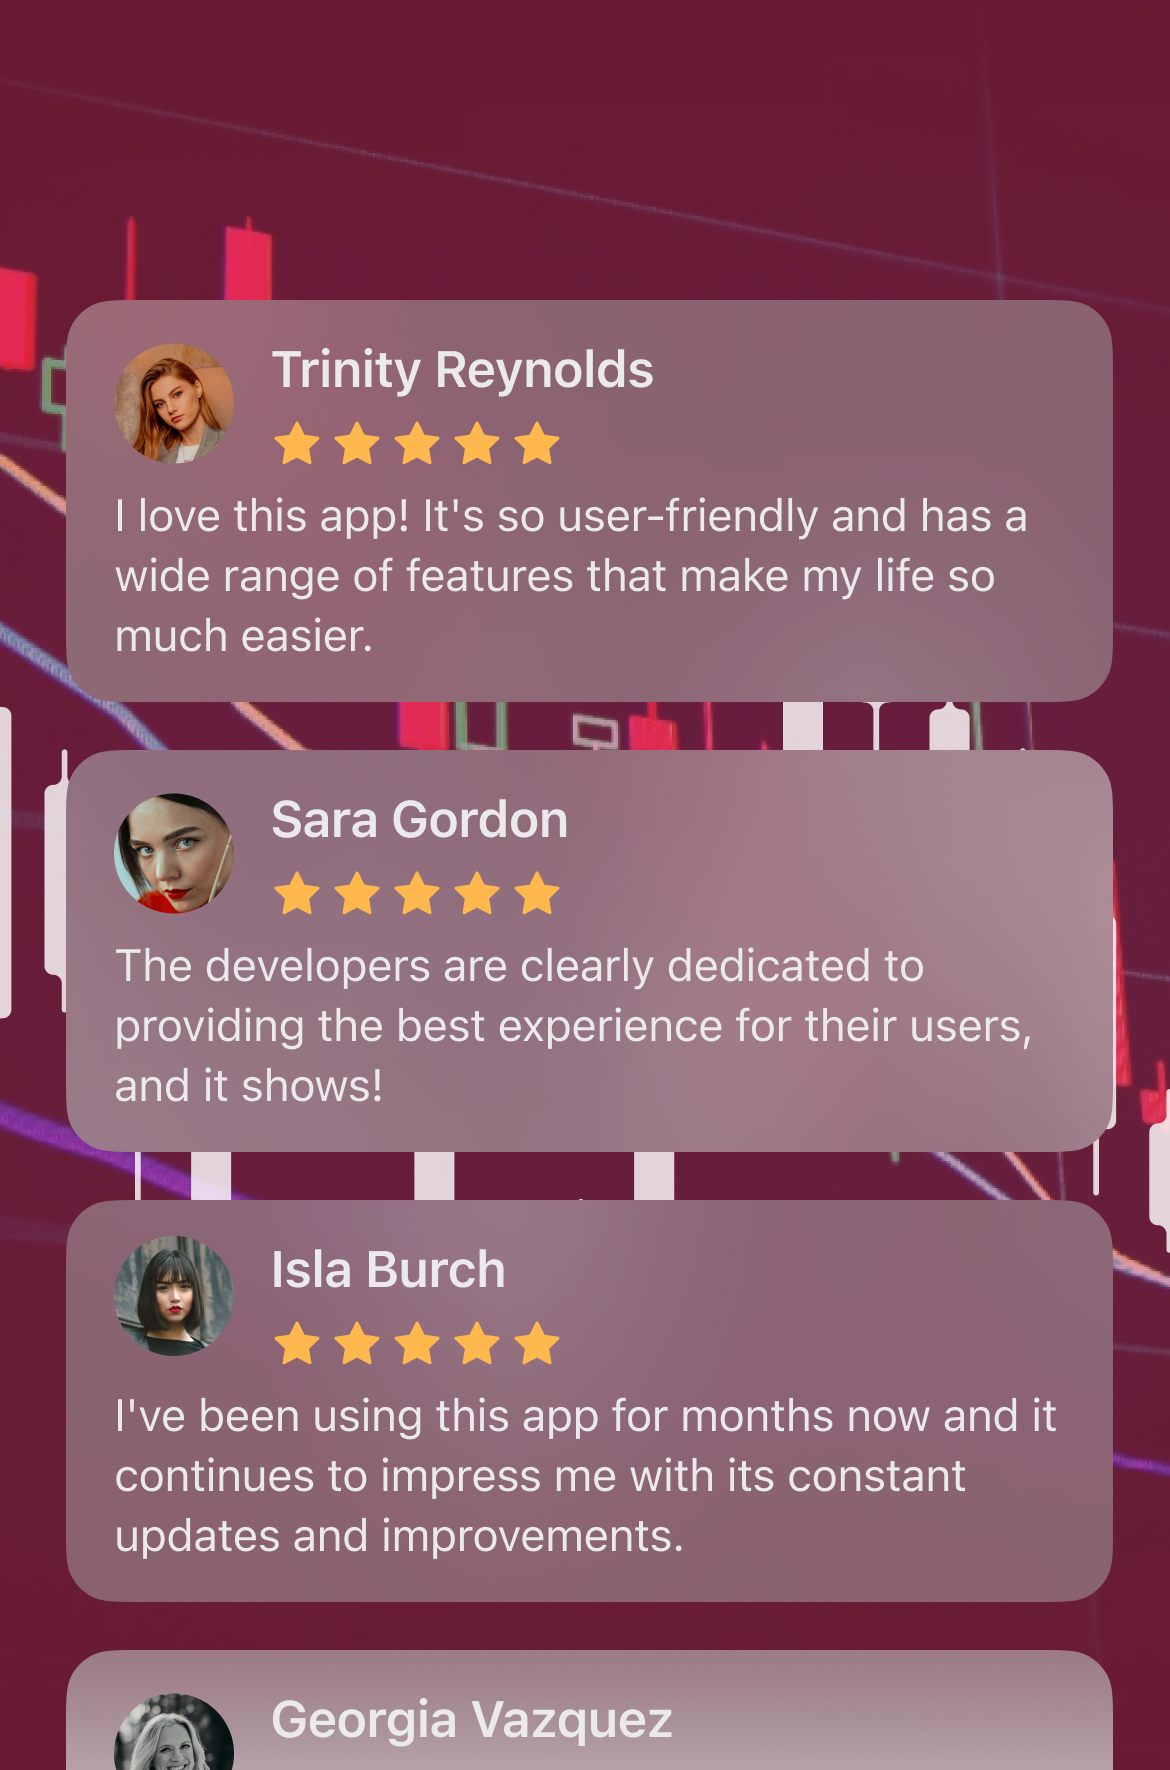 Trinity Reynolds
I love this app! It's so user-friendly and has a
wide range of features that make my life so
much easier.
Sara Gordon
The developers are clearly dedicated to
providing the best experience for their users,
and it shows!
Isla Burch
I've been using this app for months now and it
continues to impress me with its constant
updates and improvements.
Georgia Vazquez